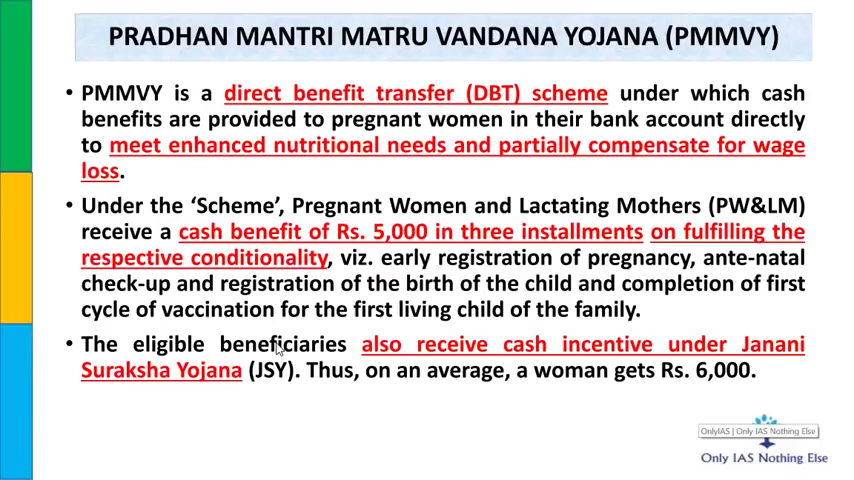 PRADHAN MANTRI MATRU VANDANA YOJANA (PMMVY)
• PMMVY is a direct benefit transfer (DBT) scheme under which cash
benefits are provided to pregnant women in their bank account directly
to meet enhanced nutritional needs and partially compensate for wage
loss.
• Under the ‘Scheme’, Pregnant Women and Lactating Mothers (PW&LM)
receive a cash benefit of Rs. 5,000 in three installments on fulfilling the
respective conditionality, viz. early registration of pregnancy, ante-natal
check-up and registration of the birth of the child and completion of first
cycle of vaccination for the first living child of the family.
• The eligible beneficiaries also receive cash incentive under Janani
Suraksha Yojana (JSY). Thus, on an average, a woman gets Rs. 6,000.
OnlyIAS | Only IAS Nothing Else
Only IAS Nothing Else